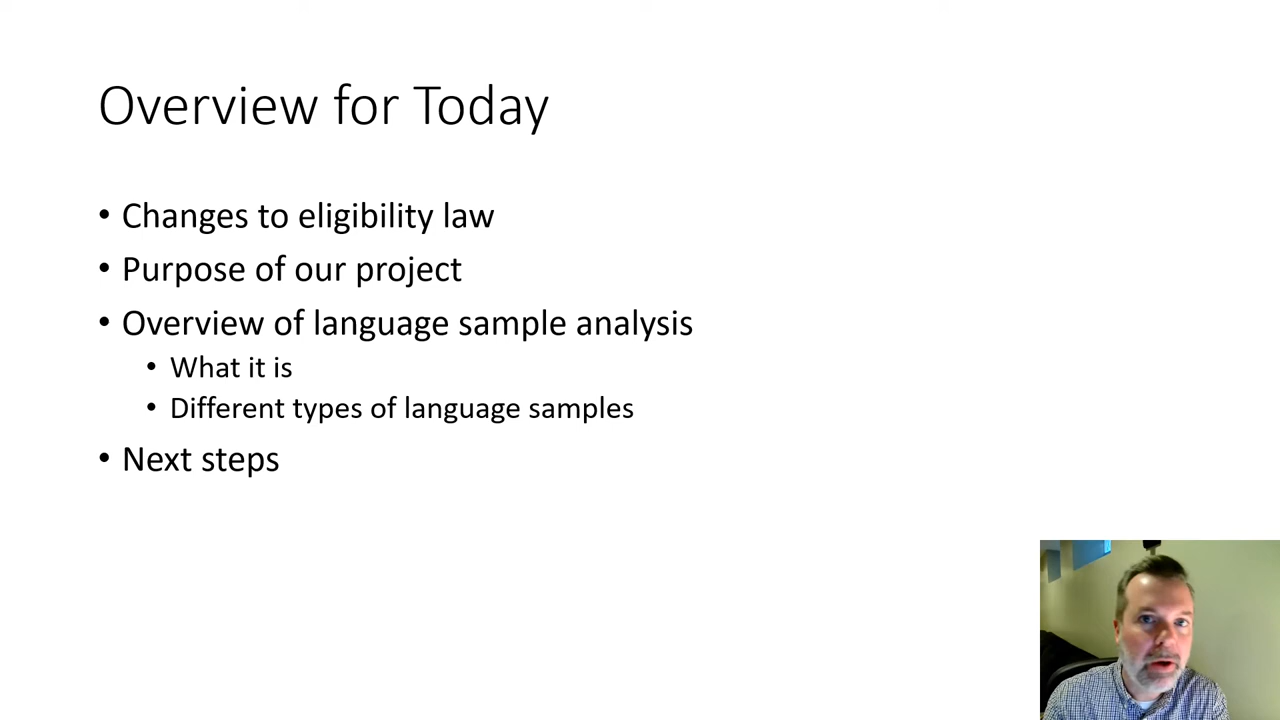 Overview for Today
• Changes to eligibility law
• Purpose of our project
• Overview of language sample analysis
• What it is
• Different types of language samples
• Next steps